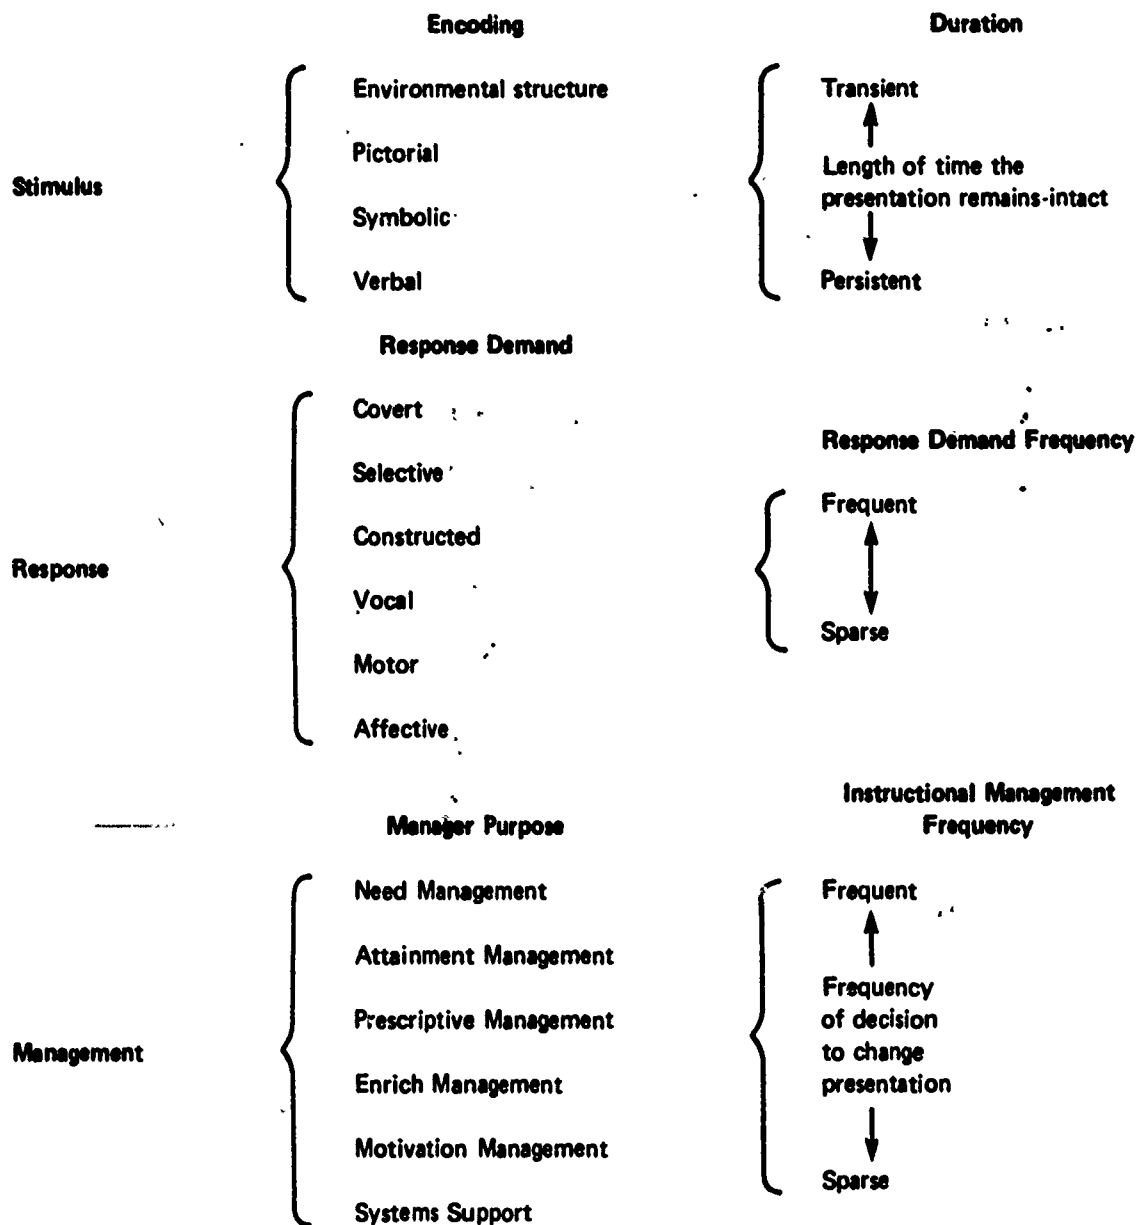 Encoding
Duration
Stimulus
Environmental structure
Pictorial
Symbolic
Verbal
Transient
Length of time the
presentation remains-intact
Persistent
Response Demand
Response Demand Frequency
Response
Covert
Selective
Constructed
Vocal
Motor
Affective
Frequent
Sparse
Manager Purpose
Instructional Management
Frequency
Management
Need Management
Attainment Management
Prescriptive Management
Enrich Management
Motivation Management
Systems Support
Frequent
Frequency
of decision
to change
presentation
Sparse